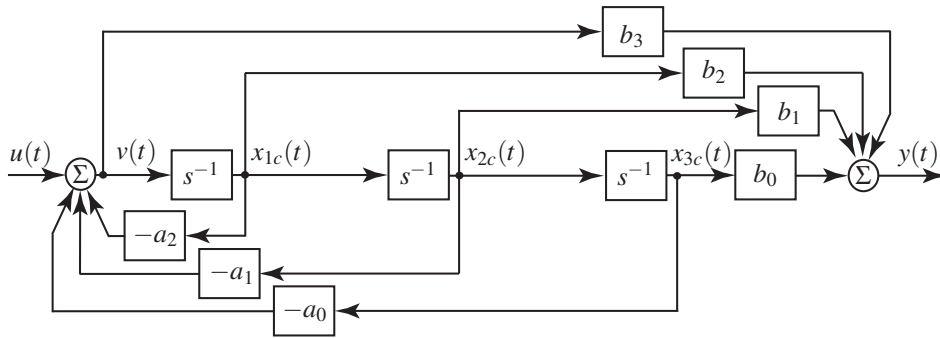 b₃
b₂
b₁
u(t) Σ v(t) s⁻¹ x₁c(t) s⁻¹ x₂c(t) s⁻¹ x₃c(t) b₀ Σ y(t)
−a₂
−a₁
−a₀